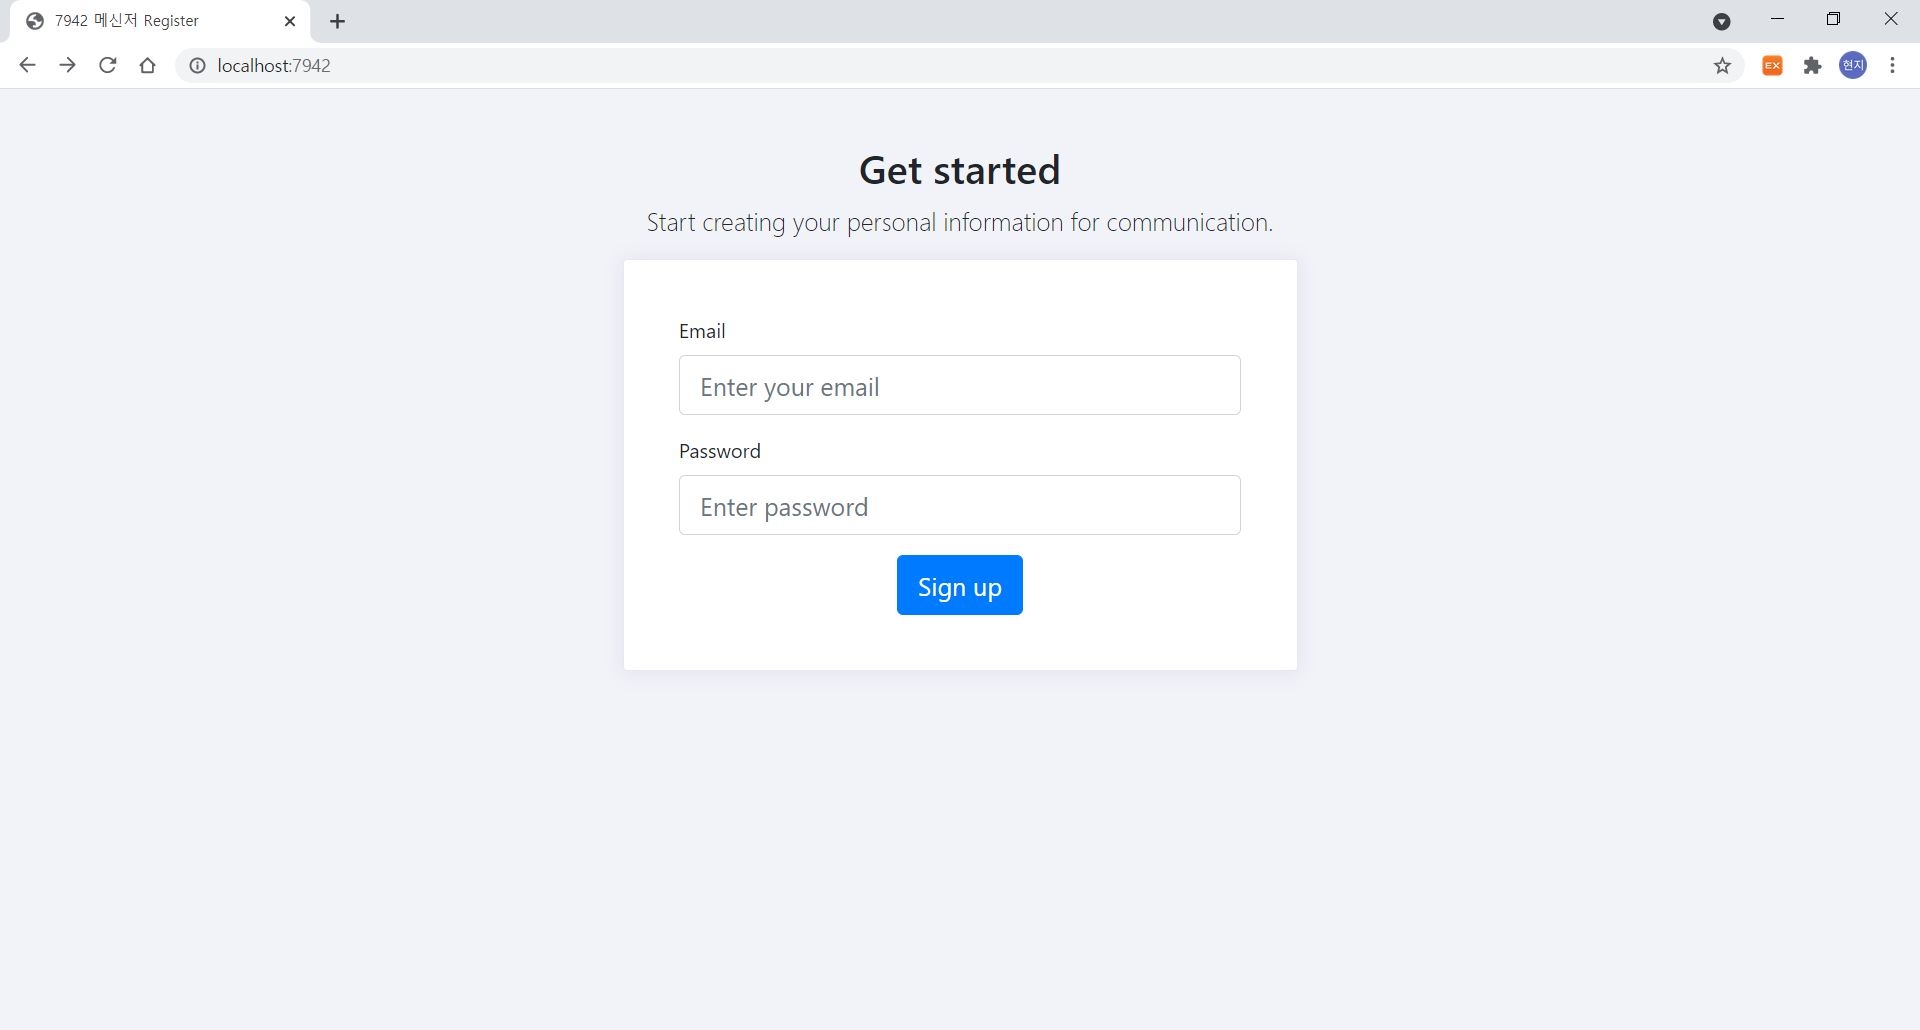 7942 메신저 Register
localhost:7942
EX
현지
Get started
Start creating your personal information for communication.
Email
Enter your email
Password
Enter password
Sign up